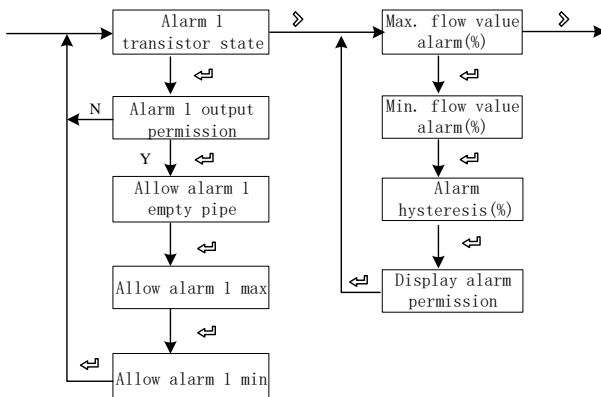 Alarm 1
transistor state
N
Alarm 1 output
permission
Y
Allow alarm 1
empty pipe
Allow alarm 1 max
Allow alarm 1 min
Max. flow value
alarm(%)
Min. flow value
alarm(%)
Alarm
hysteresis(%)
Display alarm
permission